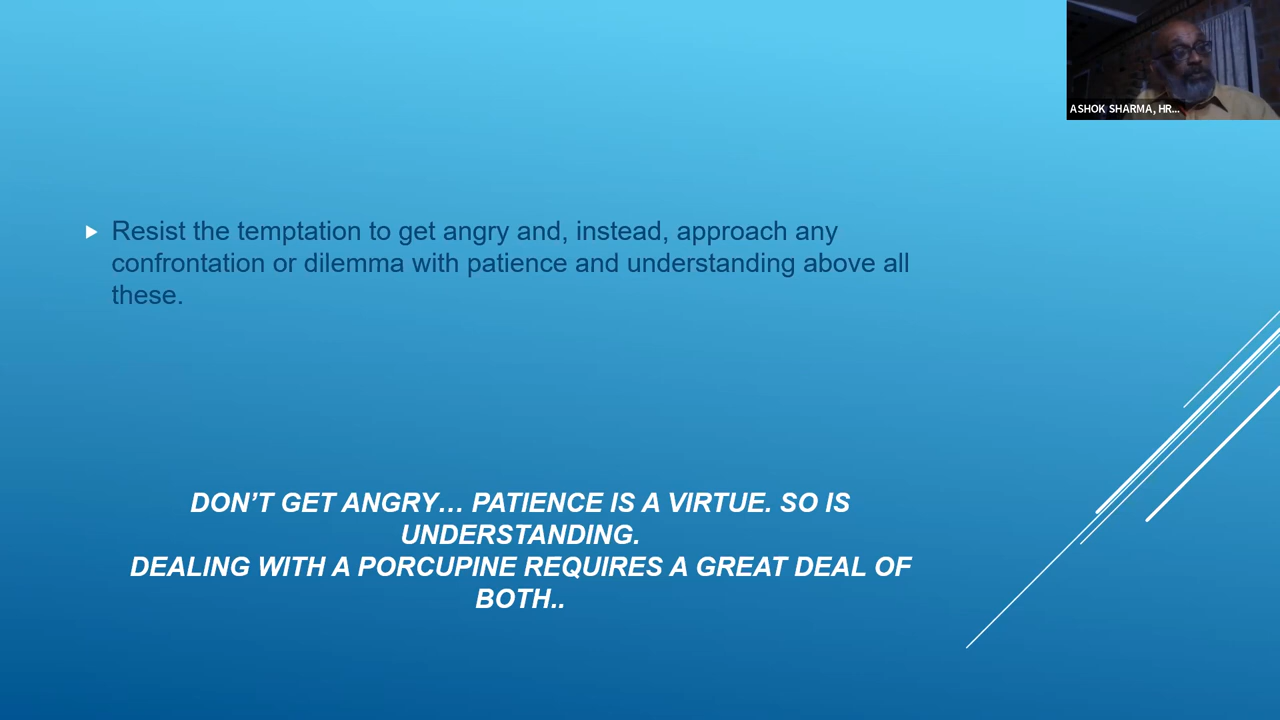 ASHOK SHARMA, HR...
Resist the temptation to get angry and, instead, approach any
confrontation or dilemma with patience and understanding above all
these.
DON’T GET ANGRY… PATIENCE IS A VIRTUE. SO IS
UNDERSTANDING.
DEALING WITH A PORCUPINE REQUIRES A GREAT DEAL OF
BOTH..